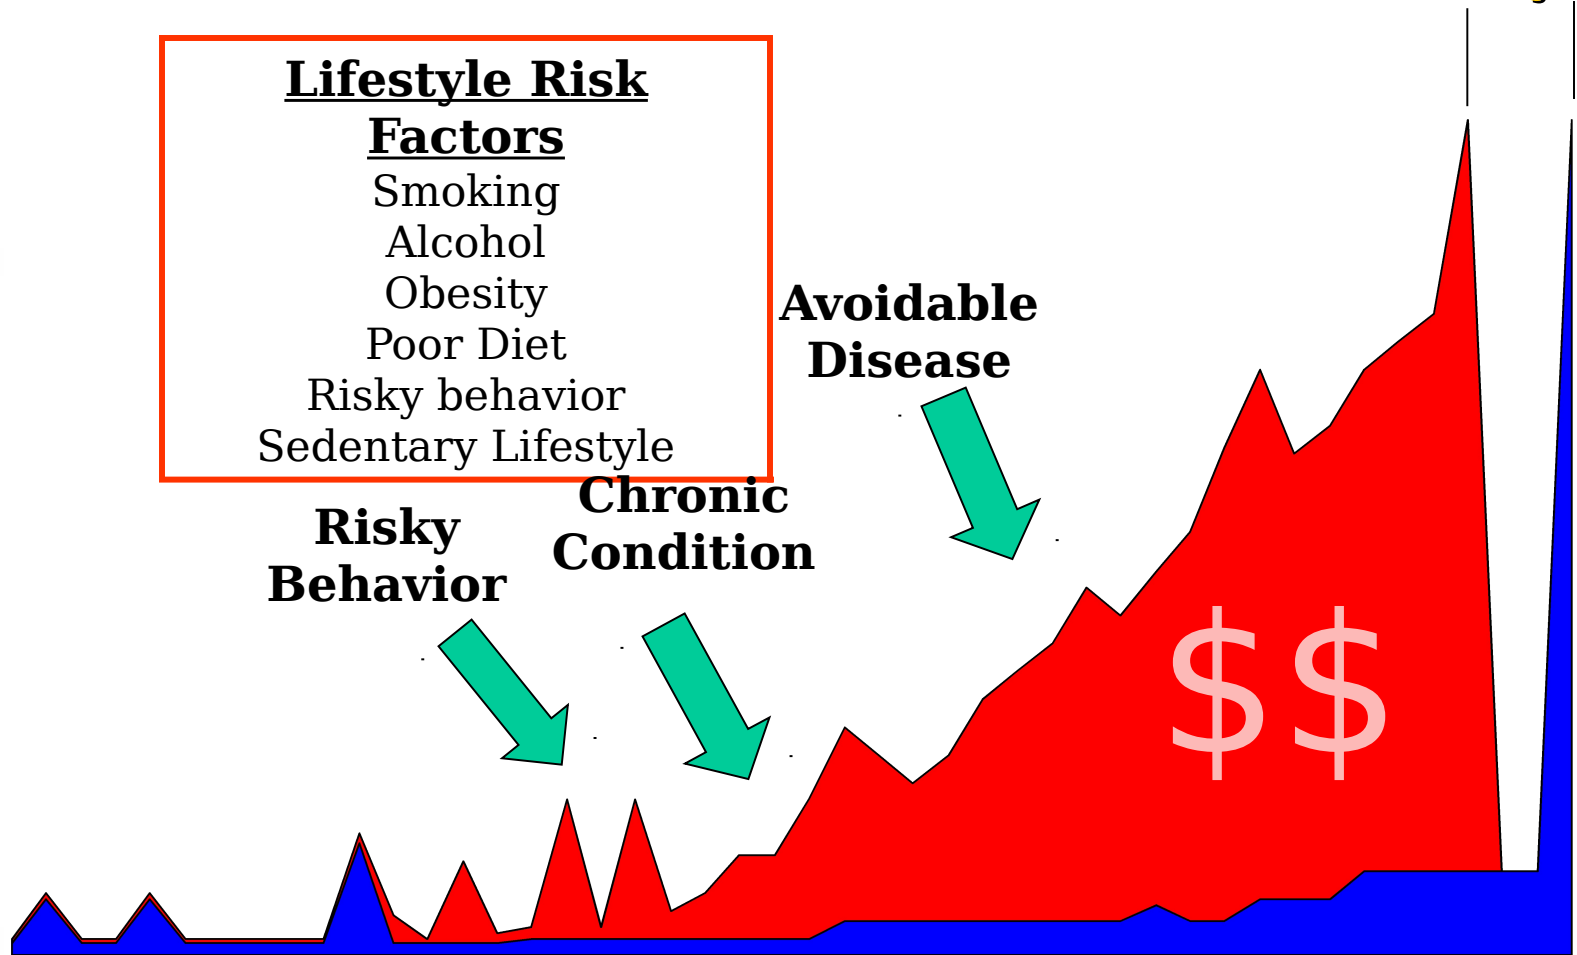 Lifestyle Risk
Factors
Smoking
Alcohol
Obesity
Poor Diet
Risky behavior
Sedentary Lifestyle
Avoidable
Disease
Chronic
Condition
Risky
Behavior
$$